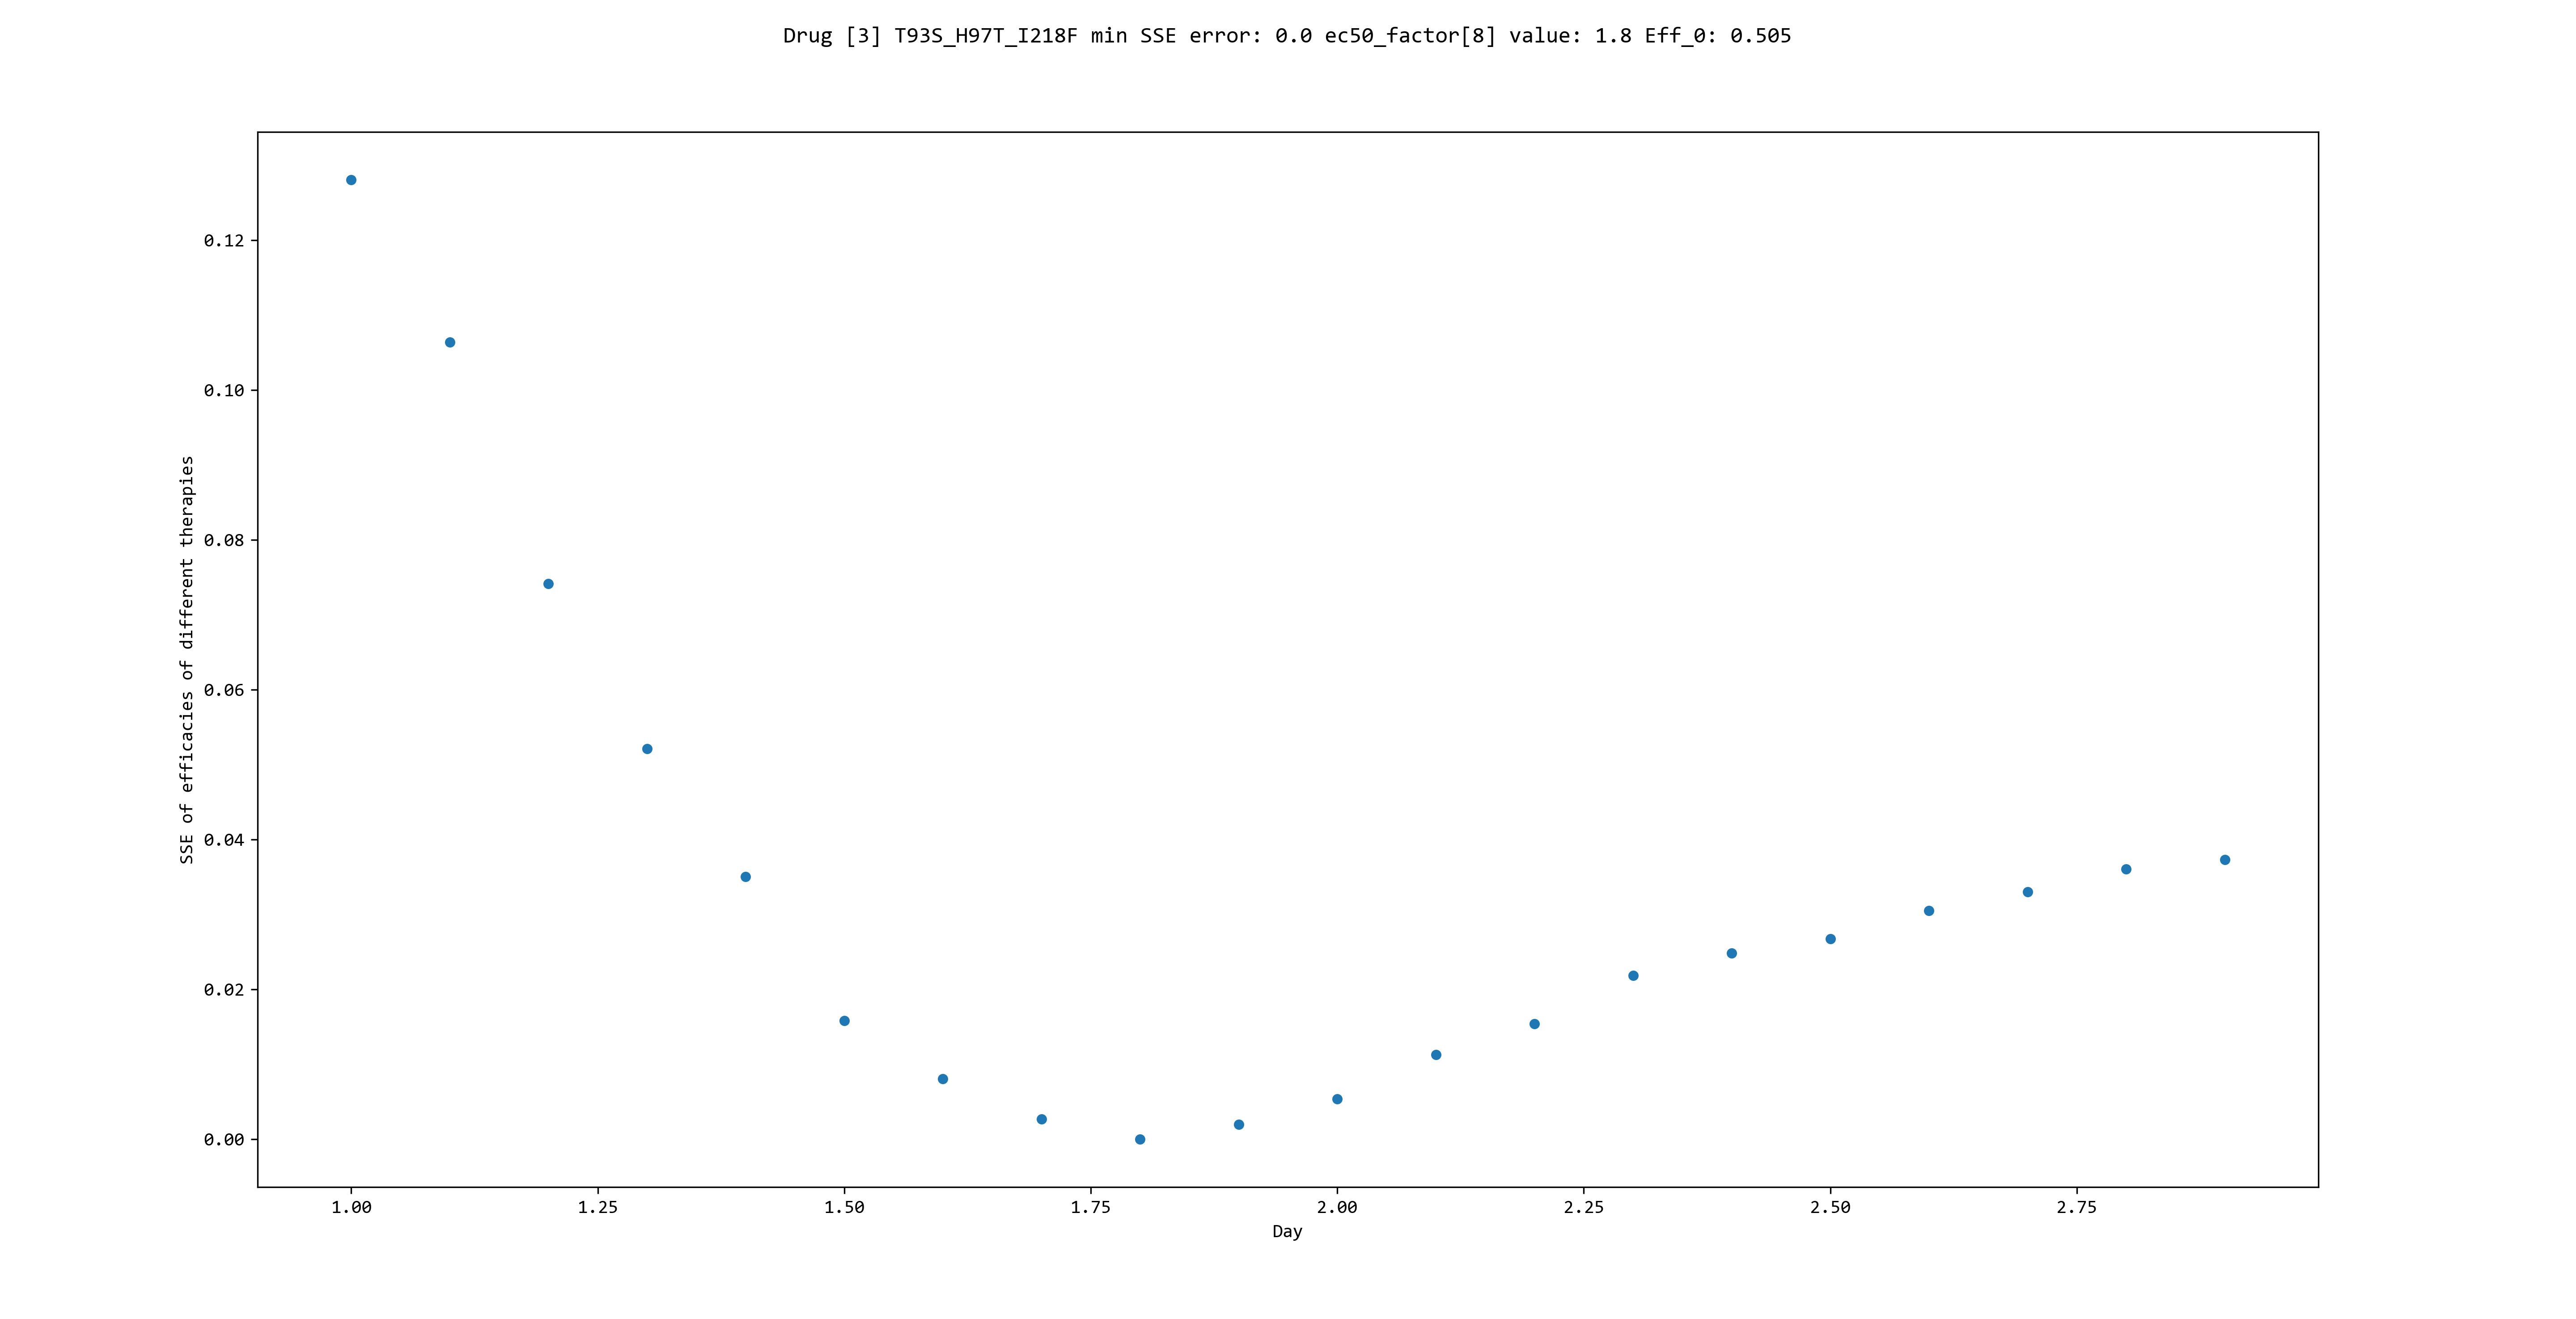 Drug [3] T93S_H97T_I218F min SSE error: 0.0 ec50_factor[8] value: 1.8 Eff_0: 0.505
SSE of efficacies of different therapies
0.12
0.10
0.08
0.06
0.04
0.02
0.00
1.00 1.25 1.50 1.75 2.00 2.25 2.50 2.75
Day